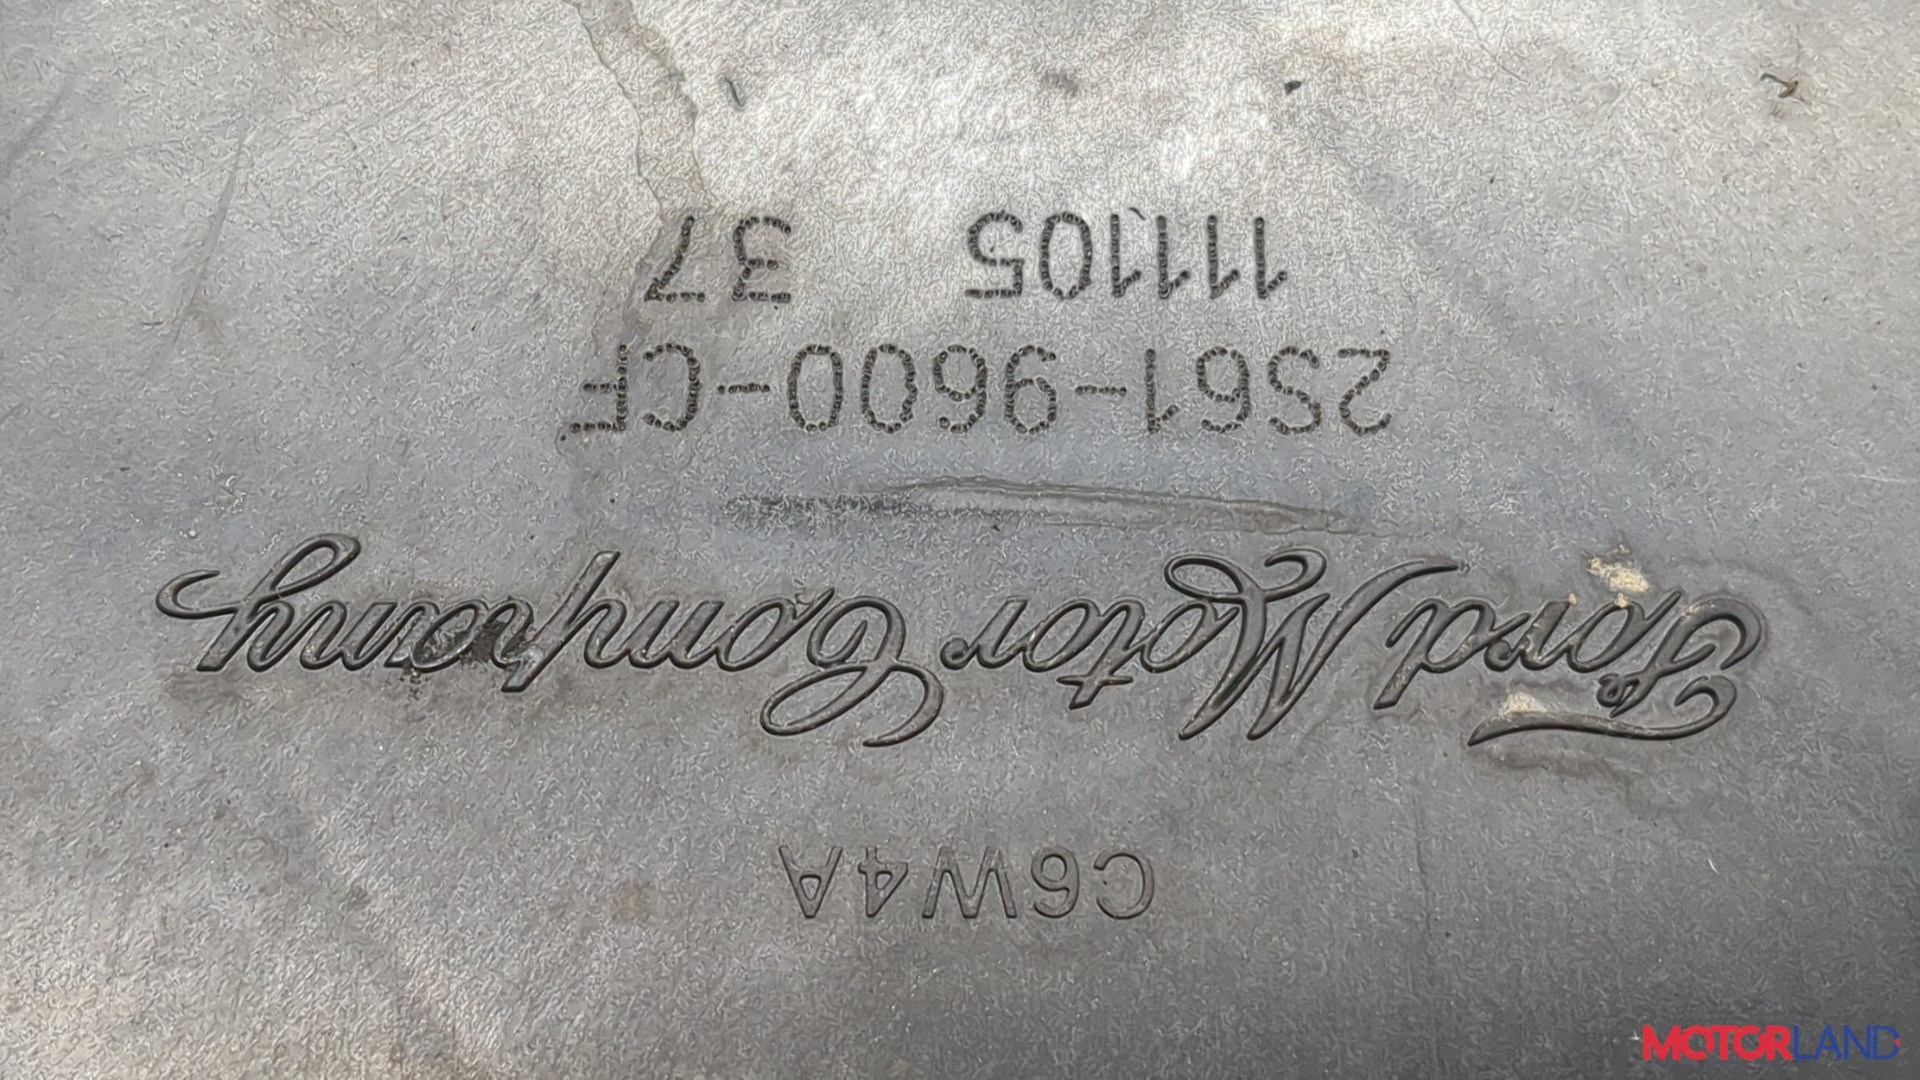 C6W4A
Ford Motor Company
2S61-9600-CF
111105 37
MOTORLAND